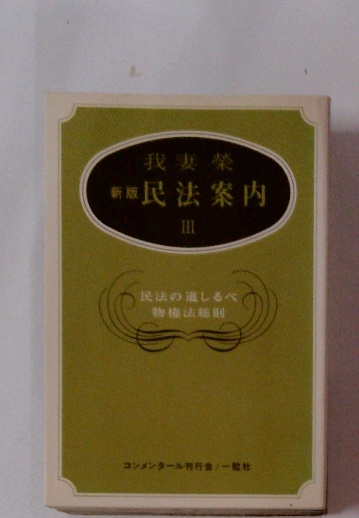 我妻榮
新版 民法案内
III
民法の道しるべ
物権法総則
コンメンタール刊行会/一粒社